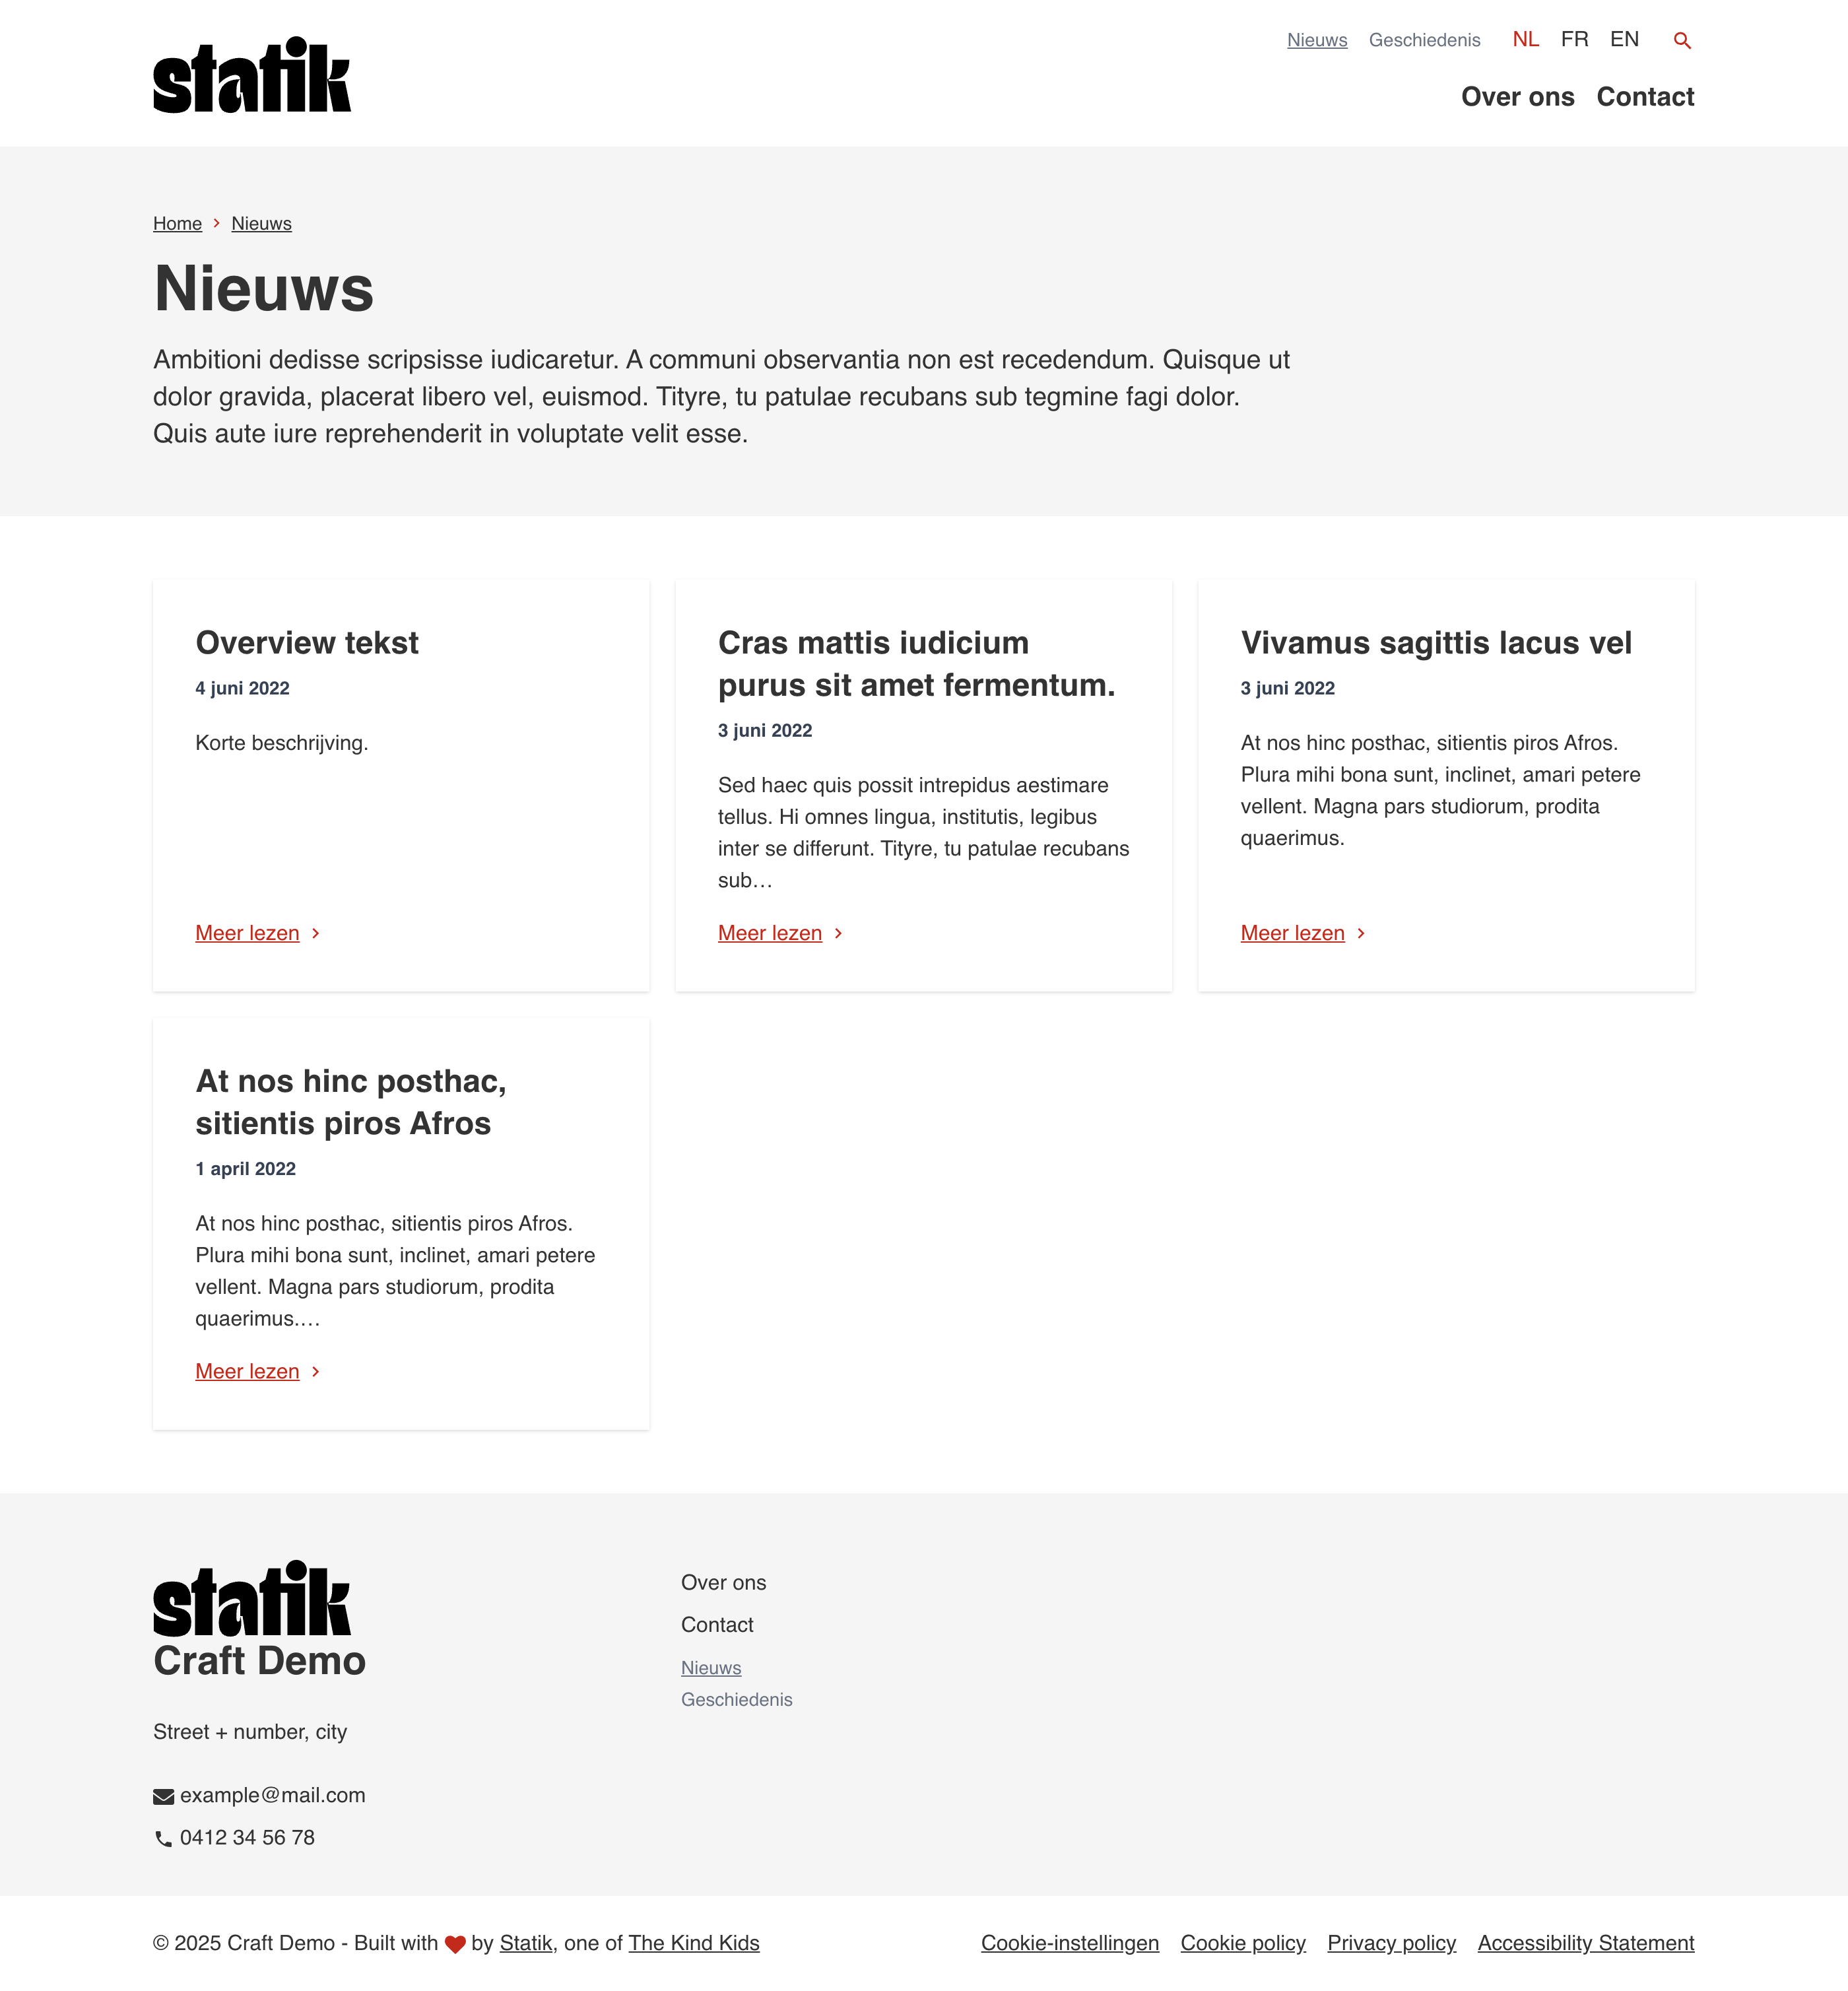 statik
Nieuws Geschiedenis NL FR EN
Over ons Contact
Home Nieuws
Nieuws
Ambitioni dedisse scripsisse iudicaretur. A communi observantia non est recedendum. Quisque ut
dolor gravida, placerat libero vel, euismod. Tityre, tu patulae recubans sub tegmine fagi dolor.
Quis aute iure reprehenderit in voluptate velit esse.
Overview tekst
4 juni 2022
Korte beschrijving.
Meer lezen
Cras mattis iudicium
purus sit amet fermentum.
3 juni 2022
Sed haec quis possit intrepidus aestimare
tellus. Hi omnes lingua, institutis, legibus
inter se differunt. Tityre, tu patulae recubans
sub…
Meer lezen
Vivamus sagittis lacus vel
3 juni 2022
At nos hinc posthac, sitientis piros Afros.
Plura mihi bona sunt, inclinet, amari petere
vellent. Magna pars studiorum, prodita
quaerimus.
Meer lezen
At nos hinc posthac,
sitientis piros Afros
1 april 2022
At nos hinc posthac, sitientis piros Afros.
Plura mihi bona sunt, inclinet, amari petere
vellent. Magna pars studiorum, prodita
quaerimus.…
Meer lezen
statik
Craft Demo
Street + number, city
example@mail.com
0412 34 56 78
Over ons
Contact
Nieuws
Geschiedenis
© 2025 Craft Demo - Built with ❤ by Statik, one of The Kind Kids
Cookie-instellingen Cookie policy Privacy policy Accessibility Statement